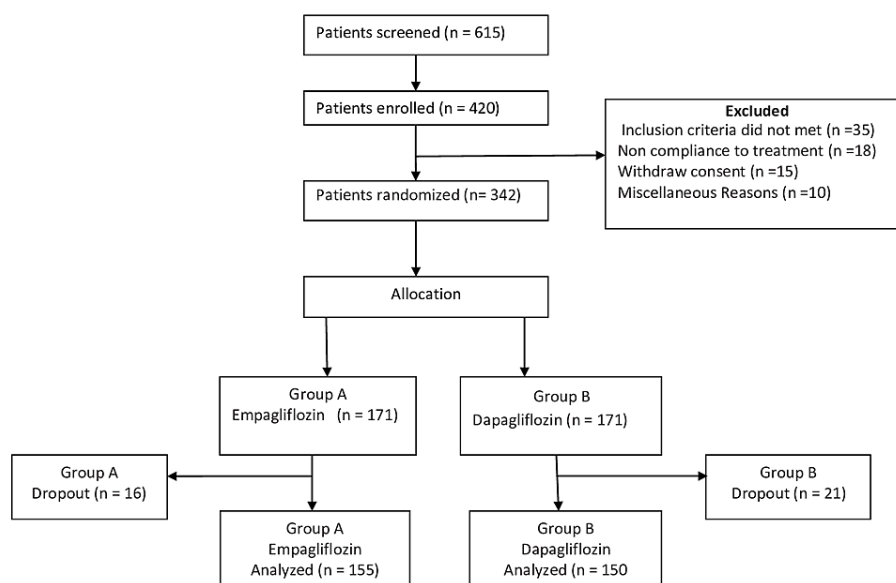 Patients screened (n = 615)
Patients enrolled (n = 420)
Excluded
Inclusion criteria did not met (n =35)
Non compliance to treatment (n =18)
Withdraw consent (n =15)
Miscellaneous Reasons (n =10)
Patients randomized (n= 342)
Allocation
Group A
Empagliflozin (n = 171)
Group B
Dapagliflozin (n = 171)
Group A
Dropout (n = 16)
Group B
Dropout (n = 21)
Group A
Empagliflozin
Analyzed (n = 155)
Group B
Dapagliflozin
Analyzed (n = 150